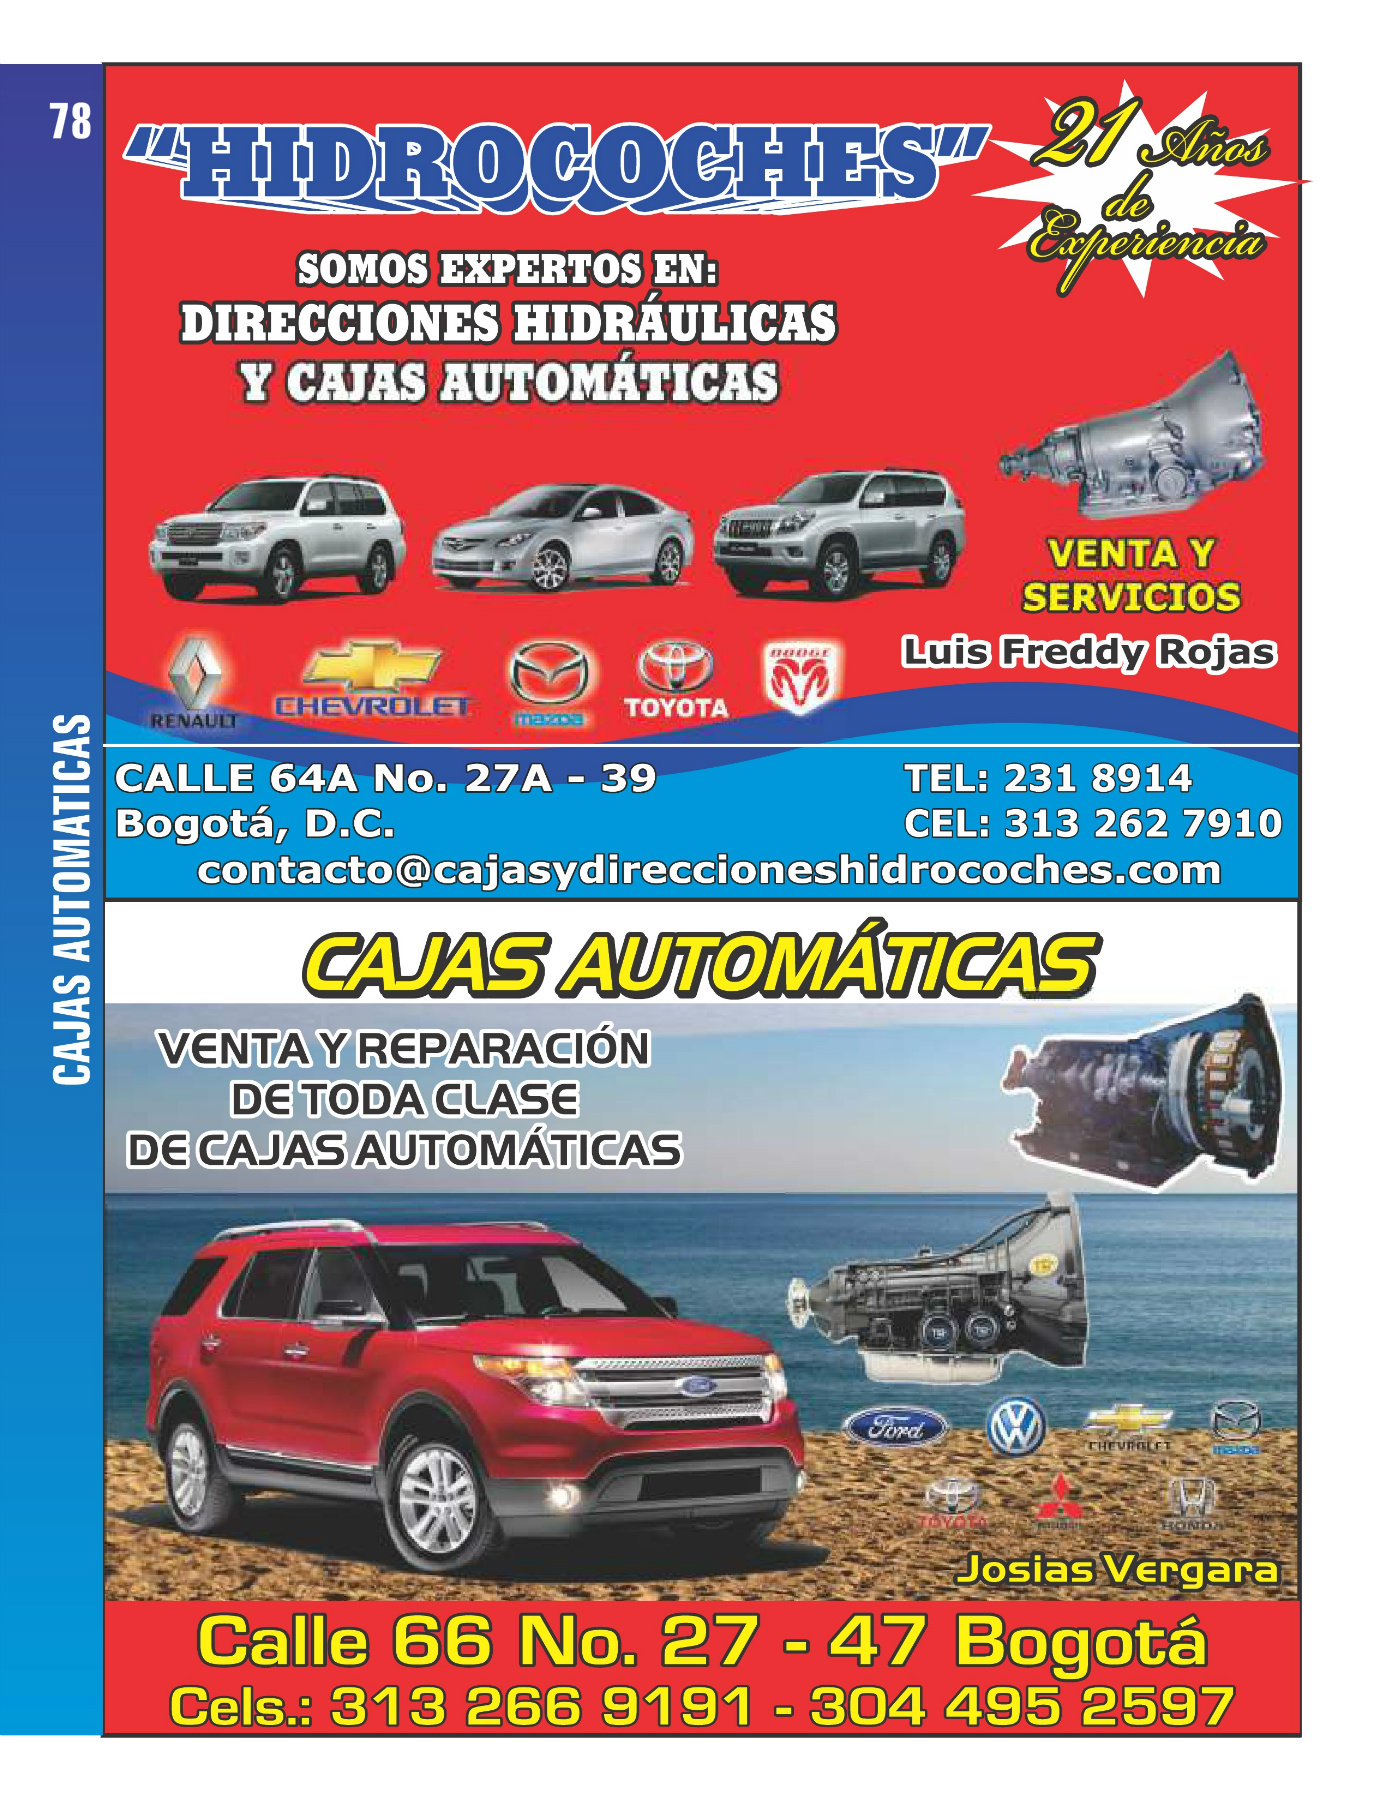 78
CAJAS AUTOMATICAS
"HIDROCOCHES"
21 Años
de
Experiencia
SOMOS EXPERTOS EN:
DIRECCIONES HIDRÁULICAS
Y CAJAS AUTOMÁTICAS
VENTA Y
SERVICIOS
Luis Freddy Rojas
RENAULT
CHEVROLET
mazda
TOYOTA
DODGE
CALLE 64A No. 27A - 39
Bogotá, D.C.
TEL: 231 8914
CEL: 313 262 7910
contacto@cajasydireccioneshidrocoches.com
CAJAS AUTOMÁTICAS
VENTA Y REPARACIÓN
DE TODA CLASE
DE CAJAS AUTOMÁTICAS
Ford
Ford
CHEVROLET
mazda
TOYOTA
HONDA
Josias Vergara
Calle 66 No. 27 - 47 Bogotá
Cels.: 313 266 9191 - 304 495 2597